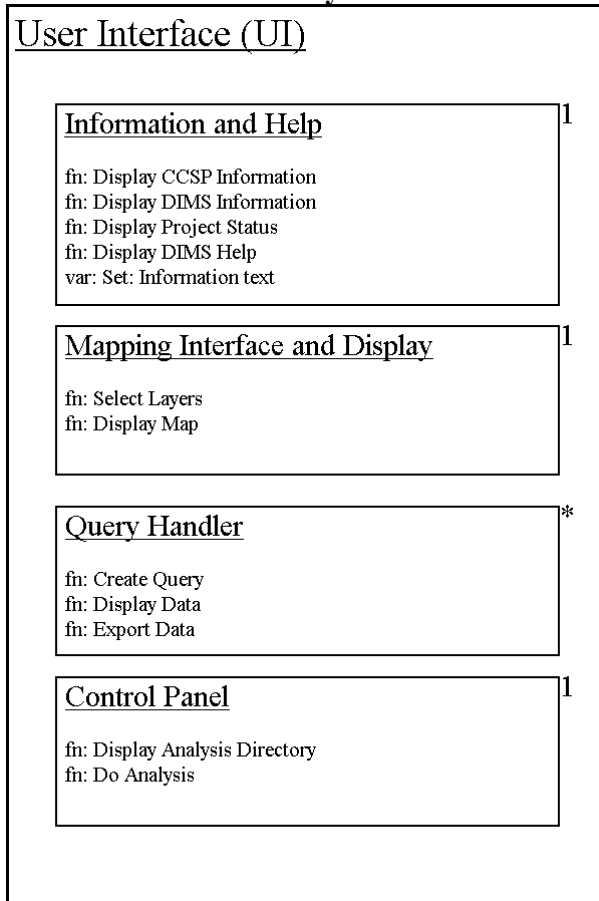 User Interface (UI)
Information and Help
1
fn: Display CCSP Information
fn: Display DIMS Information
fn: Display Project Status
fn: Display DIMS Help
var: Set: Information text
Mapping Interface and Display
1
fn: Select Layers
fn: Display Map
Query Handler
*
fn: Create Query
fn: Display Data
fn: Export Data
Control Panel
1
fn: Display Analysis Directory
fn: Do Analysis